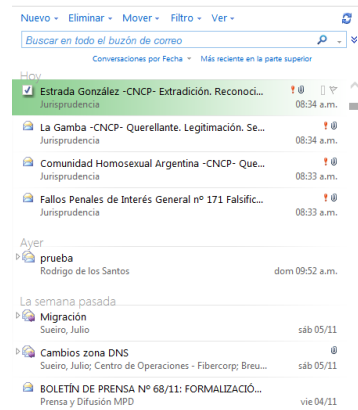 Nuevo Eliminar Mover Filtro Ver
Buscar en todo el buzón de correo
Conversaciones por Fecha Más reciente en la parte superior
Hoy
Estrada González -CNCP- Extradición. Reconoci...
Jurisprudencia 08:34 a.m.
La Gamba -CNCP- Querellante. Legitimación. Se...
Jurisprudencia 08:34 a.m.
Comunidad Homosexual Argentina -CNCP- Que...
Jurisprudencia 08:33 a.m.
Fallos Penales de Interés General nº 171 Falsific...
Jurisprudencia 08:33 a.m.
Ayer
prueba
Rodrigo de los Santos dom 09:52 a.m.
La semana pasada
Migración
Sueiro, Julio sáb 05/11
Cambios zona DNS
Sueiro, Julio; Centro de Operaciones - Fibercorp; Breu... sáb 05/11
BOLETÍN DE PRENSA Nº 68/11: FORMALIZACIÓ...
Prensa y Difusión MPD vie 04/11